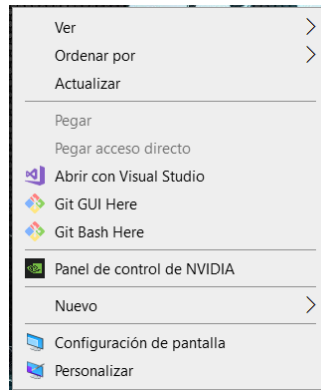 Ver
Ordenar por
Actualizar
Pegar
Pegar acceso directo
Abrir con Visual Studio
Git GUI Here
Git Bash Here
Panel de control de NVIDIA
Nuevo
Configuración de pantalla
Personalizar